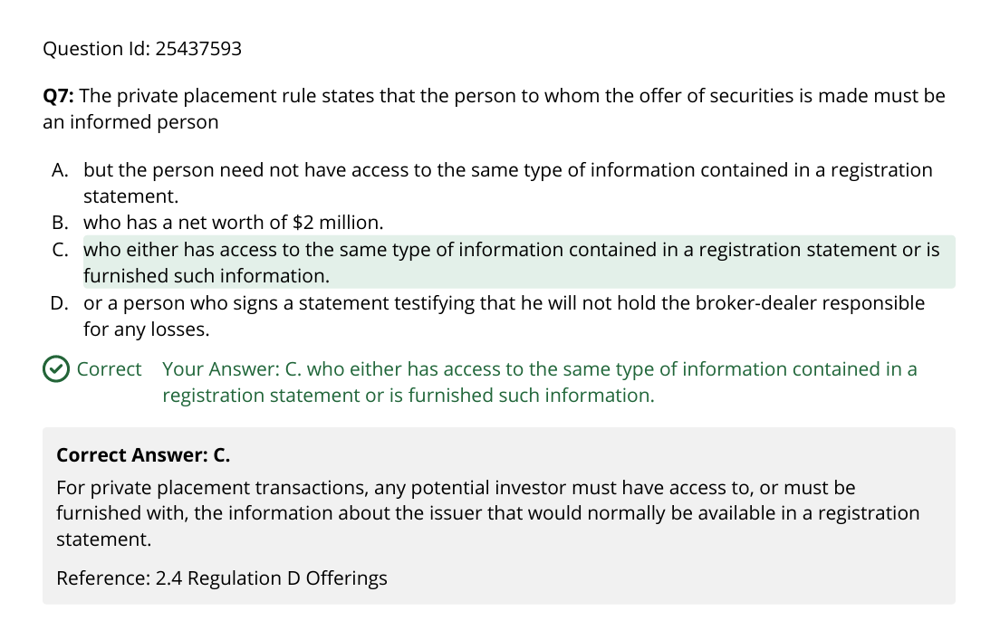 Question Id: 25437593
Q7: The private placement rule states that the person to whom the offer of securities is made must be
an informed person
A. but the person need not have access to the same type of information contained in a registration
statement.
B. who has a net worth of $2 million.
C. who either has access to the same type of information contained in a registration statement or is
furnished such information.
D. or a person who signs a statement testifying that he will not hold the broker-dealer responsible
for any losses.
Correct Your Answer: C. who either has access to the same type of information contained in a
registration statement or is furnished such information.
Correct Answer: C.
For private placement transactions, any potential investor must have access to, or must be
furnished with, the information about the issuer that would normally be available in a registration
statement.
Reference: 2.4 Regulation D Offerings